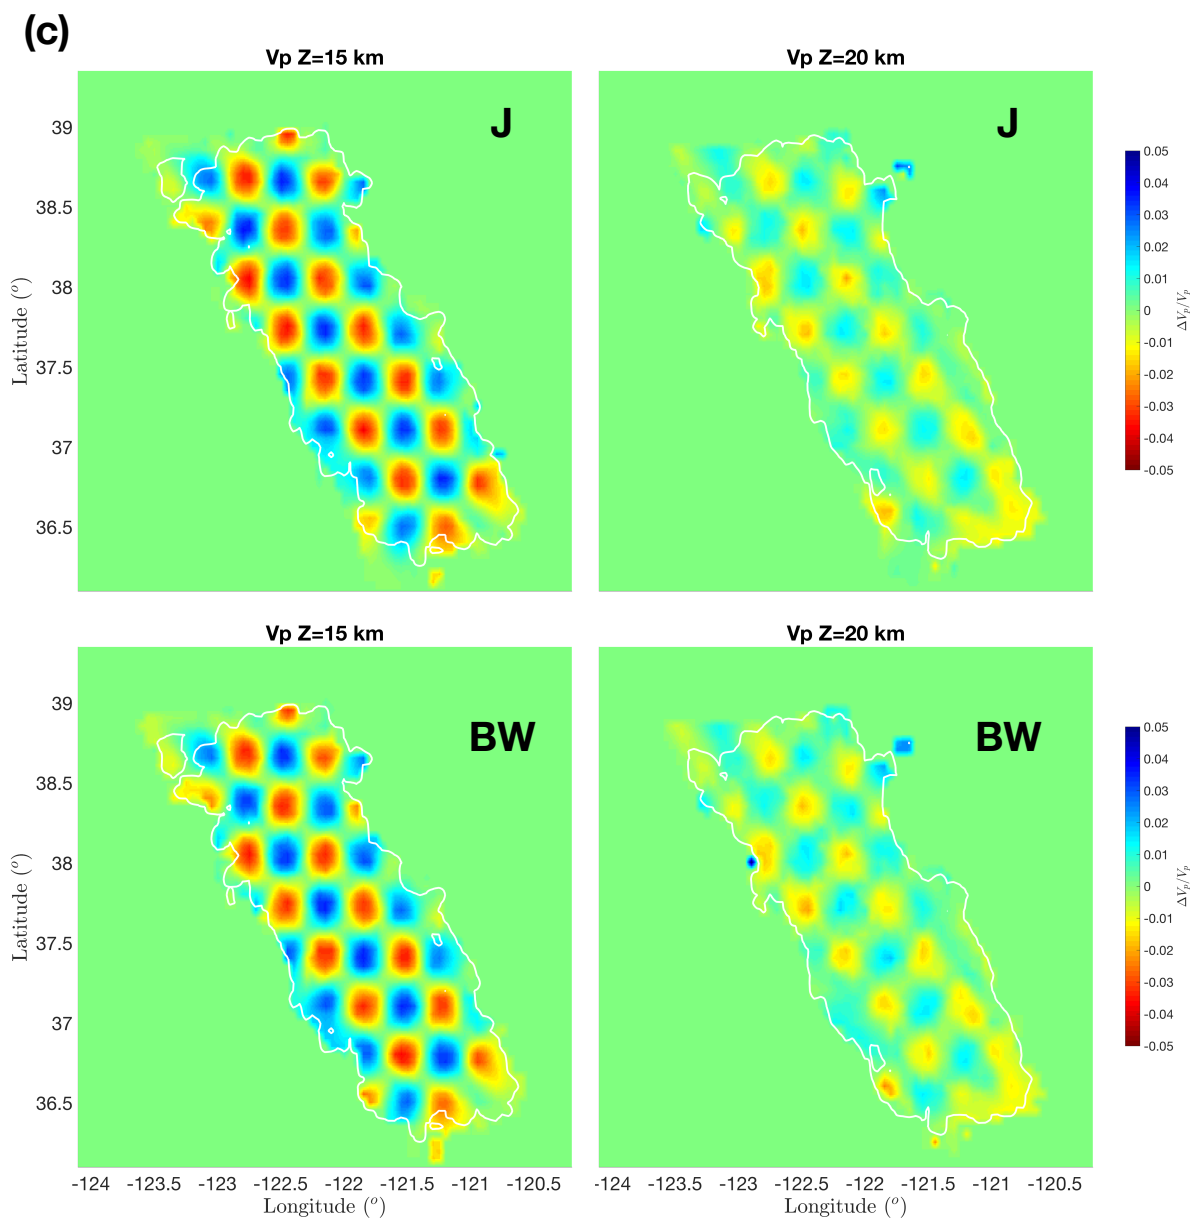 (c)
Vp Z=15 km
Vp Z=20 km
J
J
39
38.5
38
37.5
37
36.5
Latitude (°)
0.05
0.04
0.03
0.02
0.01
0
-0.01
-0.02
-0.03
-0.04
-0.05
ΔVp/Vp
Vp Z=15 km
Vp Z=20 km
BW
BW
39
38.5
38
37.5
37
36.5
Latitude (°)
0.05
0.04
0.03
0.02
0.01
0
-0.01
-0.02
-0.03
-0.04
-0.05
ΔVp/Vp
-124 -123.5 -123 -122.5 -122 -121.5 -121 -120.5
-124 -123.5 -123 -122.5 -122 -121.5 -121 -120.5
Longitude (°)
Longitude (°)